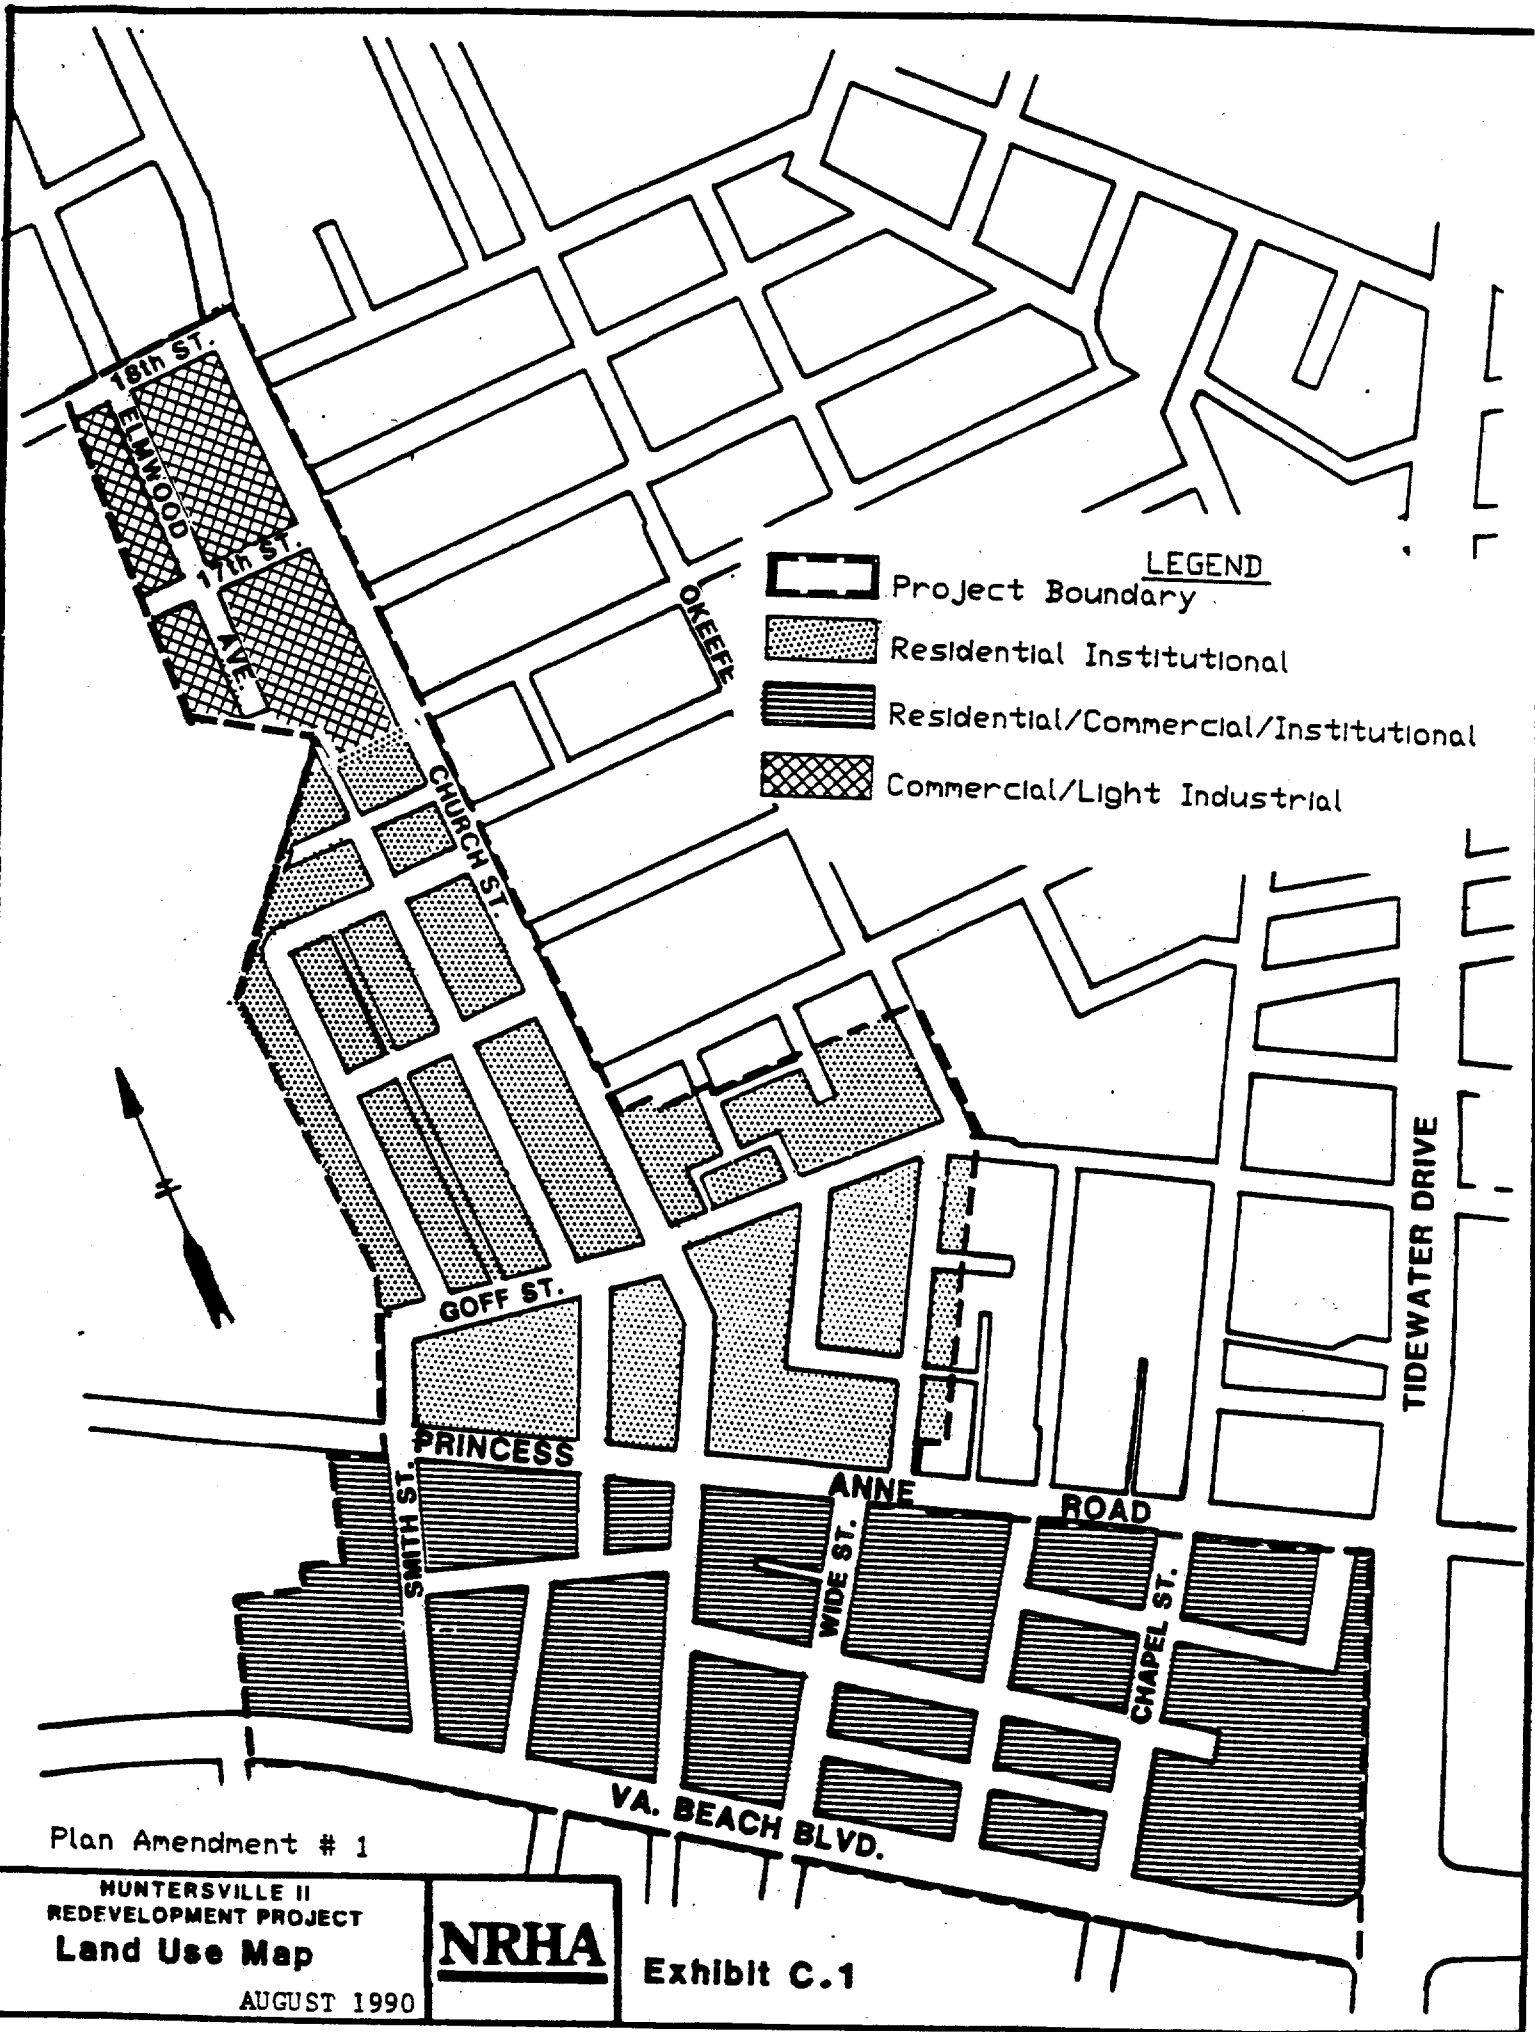 18th ST.
ELMWOOD
17th ST.
AVE.
OKEEFE
LEGEND
Project Boundary
Residential Institutional
Residential/Commercial/Institutional
Commercial/Light Industrial
CHURCH ST.
N
TIDEWATER DRIVE
GOFF ST.
PRINCESS
ANNE
ROAD
SMITH ST.
WIDE ST.
CHAPEL ST.
VA. BEACH BLVD.
Plan Amendment # 1
HUNTERSVILLE II
REDEVELOPMENT PROJECT
Land Use Map
AUGUST 1990
NRHA
Exhibit C.1